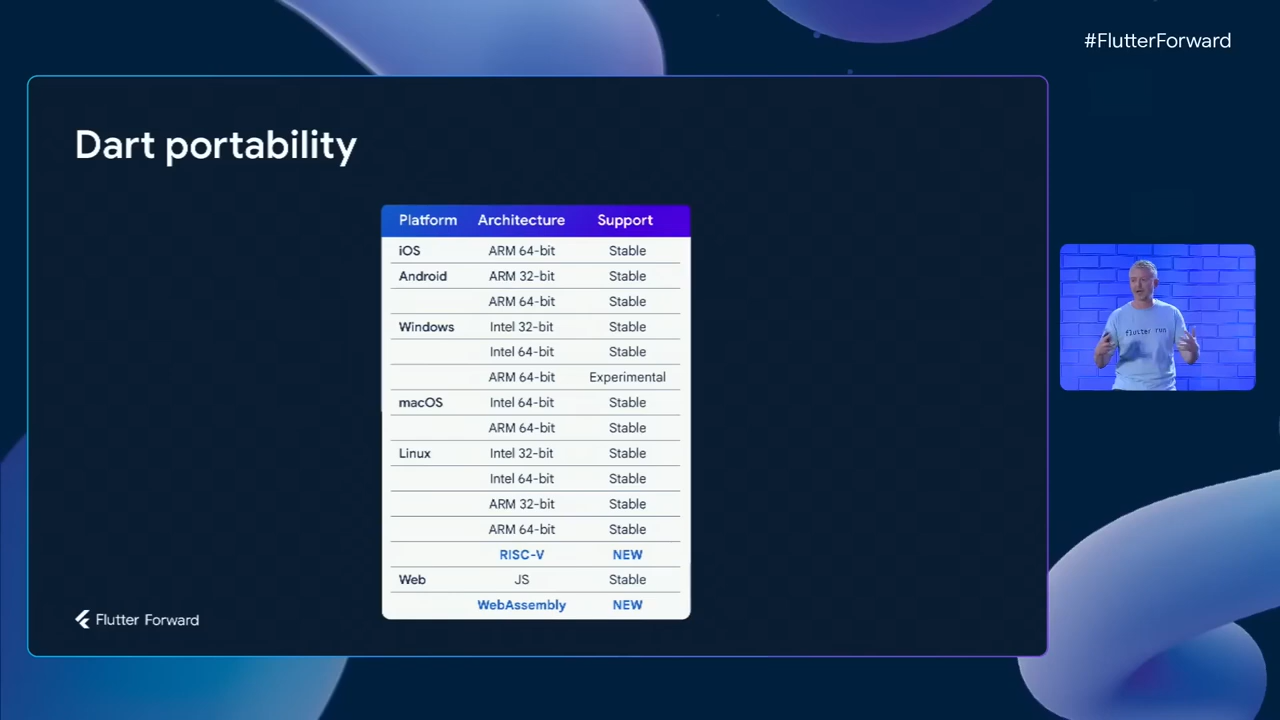 #FlutterForward
Dart portability
Platform Architecture Support
iOS ARM 64-bit Stable
Android ARM 32-bit Stable
ARM 64-bit Stable
Windows Intel 32-bit Stable
Intel 64-bit Stable
ARM 64-bit Experimental
macOS Intel 64-bit Stable
ARM 64-bit Stable
Linux Intel 32-bit Stable
Intel 64-bit Stable
ARM 32-bit Stable
ARM 64-bit Stable
RISC-V NEW
Web JS Stable
WebAssembly NEW
flutter run
Flutter Forward